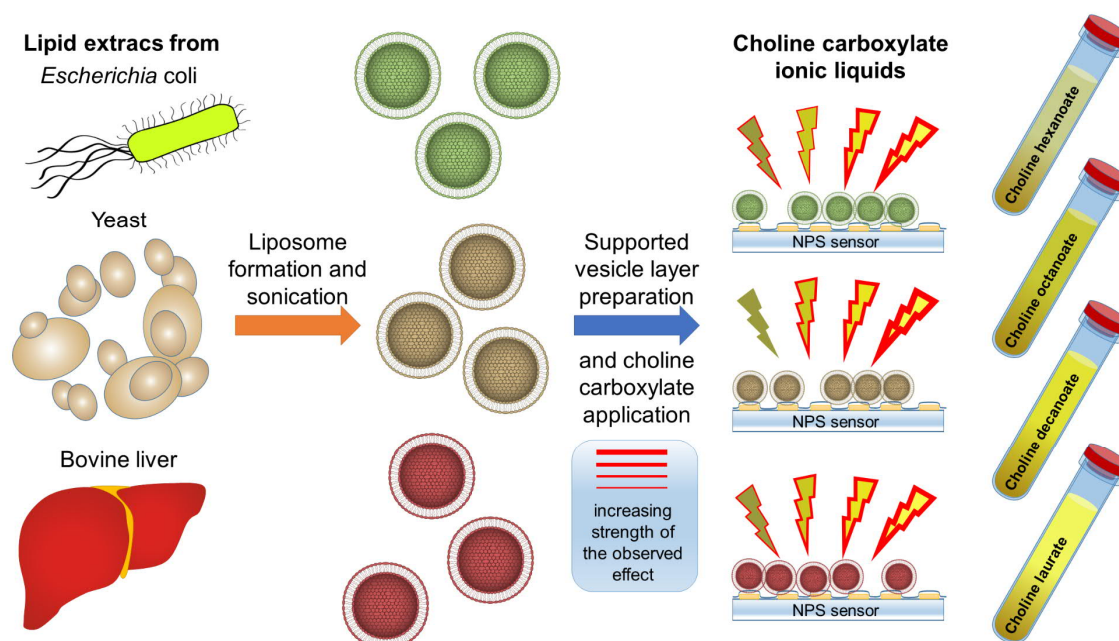 Lipid extracs from
Escherichia coli
Yeast
Bovine liver
Liposome
formation and
sonication
Supported
vesicle layer
preparation
and choline
carboxylate
application
increasing
strength of
the observed
effect
Choline carboxylate
ionic liquids
NPS sensor
NPS sensor
NPS sensor
Choline hexanoate
Choline octanoate
Choline decanoate
Choline laurate